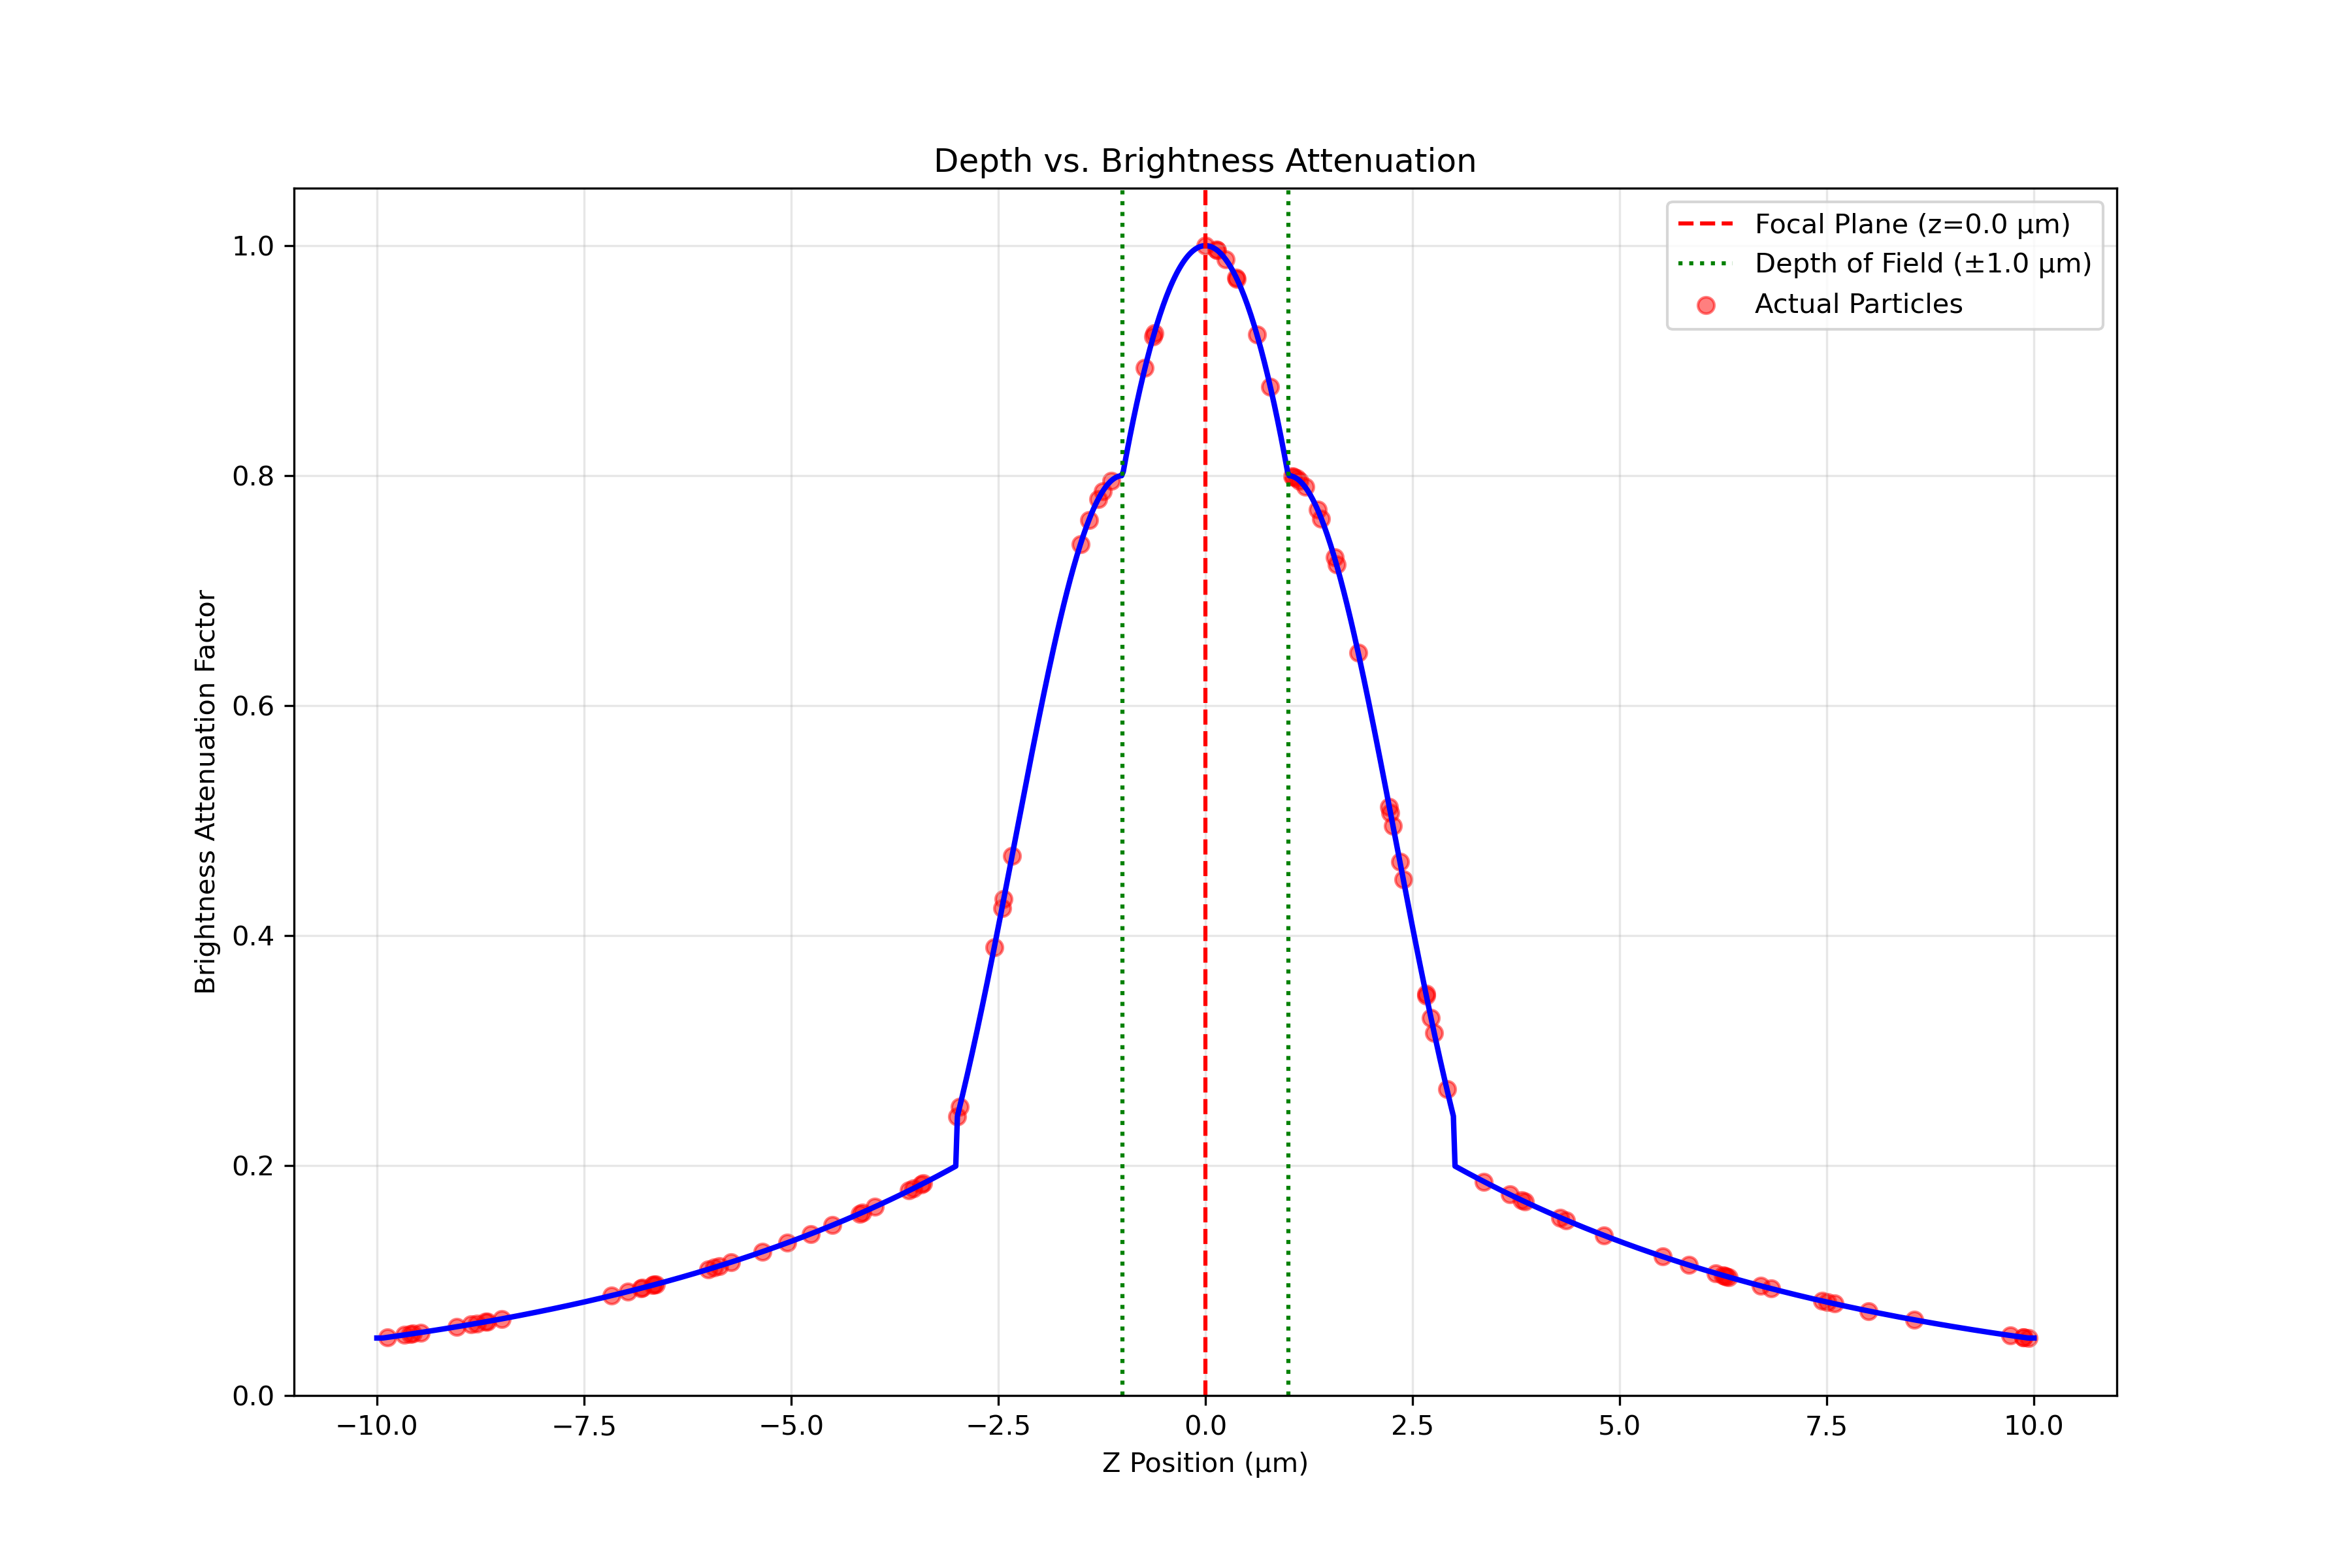 Depth vs. Brightness Attenuation
Focal Plane (z=0.0 µm)
Depth of Field (±1.0 µm)
Actual Particles
Brightness Attenuation Factor
1.0
0.8
0.6
0.4
0.2
0.0
−10.0 −7.5 −5.0 −2.5 0.0 2.5 5.0 7.5 10.0
Z Position (µm)